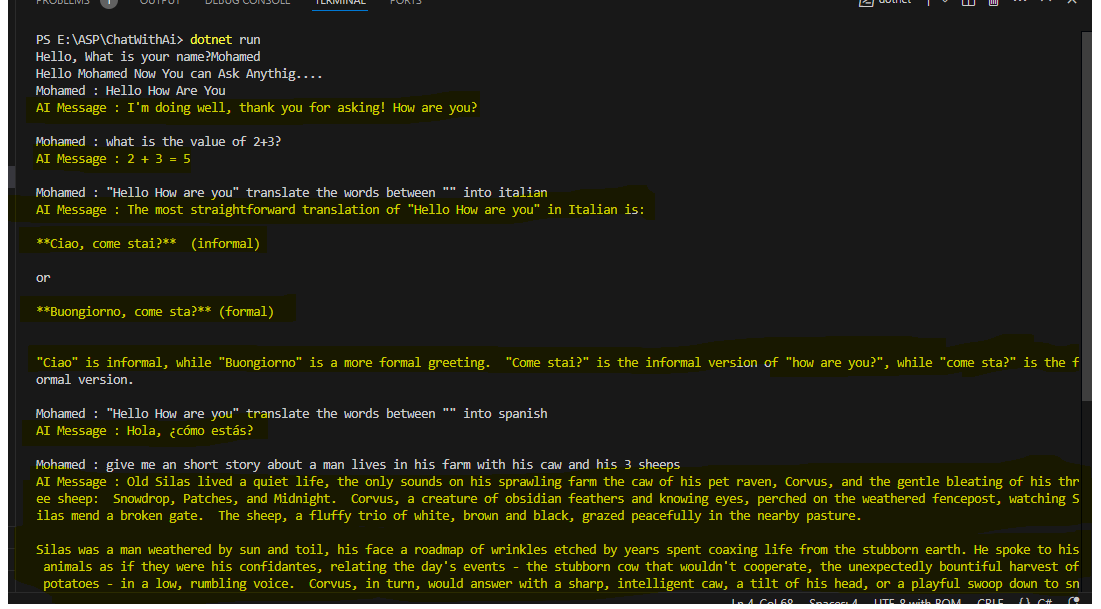 PROBLEMS 1 OUTPUT DEBUG CONSOLE TERMINAL PORTS dotnet
PS E:\ASP\ChatWithAi> dotnet run
Hello, What is your name?Mohamed
Hello Mohamed Now You can Ask Anythig....
Mohamed : Hello How Are You
AI Message : I'm doing well, thank you for asking! How are you?
Mohamed : what is the value of 2+3?
AI Message : 2 + 3 = 5
Mohamed : "Hello How are you" translate the words between "" into italian
AI Message : The most straightforward translation of "Hello How are you" in Italian is:
**Ciao, come stai?**  (informal)
or
**Buongiorno, come sta?** (formal)
"Ciao" is informal, while "Buongiorno" is a more formal greeting.  "Come stai?" is the informal version of "how are you?", while "come sta?" is the f
ormal version.
Mohamed : "Hello How are you" translate the words between "" into spanish
AI Message : Hola, ¿cómo estás?
Mohamed : give me an short story about a man lives in his farm with his caw and his 3 sheeps
AI Message : Old Silas lived a quiet life, the only sounds on his sprawling farm the caw of his pet raven, Corvus, and the gentle bleating of his thr
ee sheep:  Snowdrop, Patches, and Midnight.  Corvus, a creature of obsidian feathers and knowing eyes, perched on the weathered fencepost, watching S
ilas mend a broken gate.  The sheep, a fluffy trio of white, brown and black, grazed peacefully in the nearby pasture.
Silas was a man weathered by sun and toil, his face a roadmap of wrinkles etched by years spent coaxing life from the stubborn earth. He spoke to his
animals as if they were his confidantes, relating the day's events - the stubborn cow that wouldn't cooperate, the unexpectedly bountiful harvest of
potatoes - in a low, rumbling voice.  Corvus, in turn, would answer with a sharp, intelligent caw, a tilt of his head, or a playful swoop down to sn
Ln 4, Col 68 Spaces: 4 UTF-8 with BOM CRLF {} C#